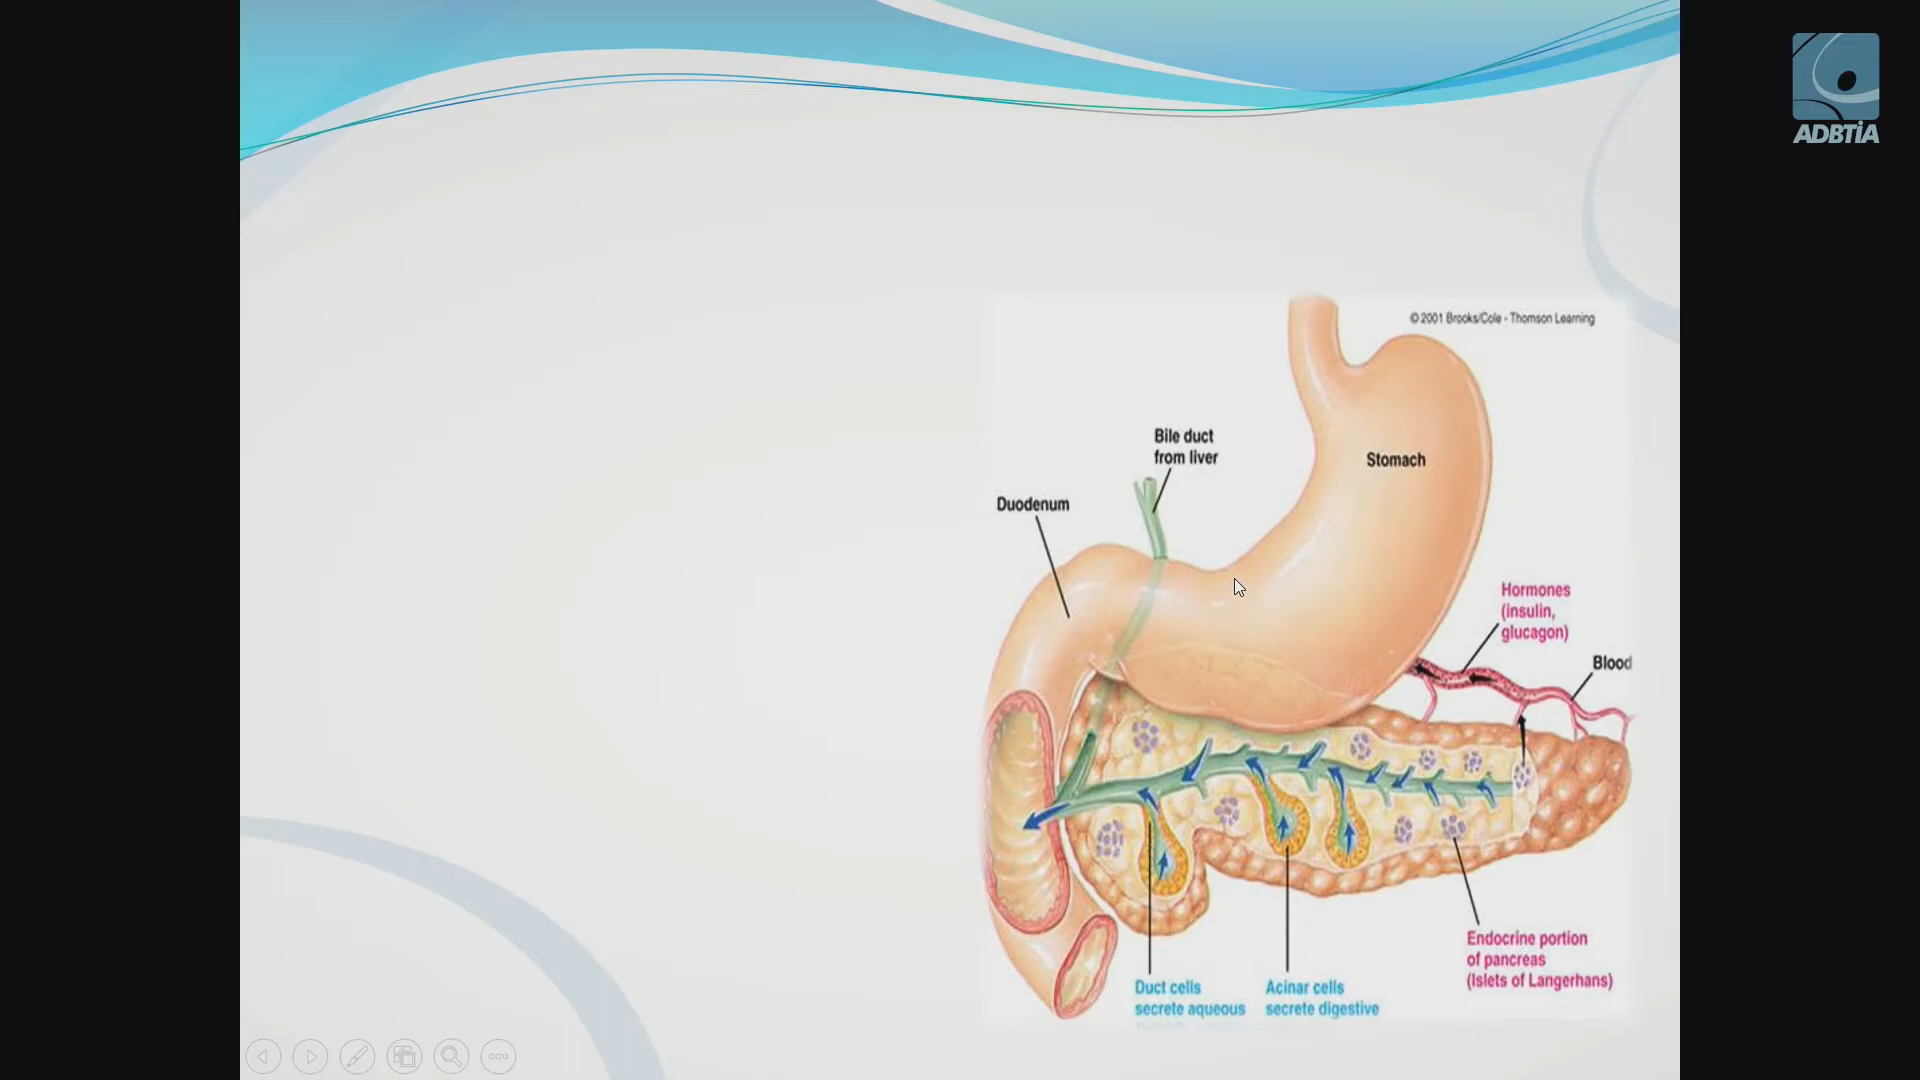 ADBTiA
© 2001 Brooks/Cole - Thomson Learning
Bile duct
from liver
Stomach
Duodenum
Hormones
(insulin,
glucagon)
Blood
Endocrine portion
of pancreas
(Islets of Langerhans)
Duct cells
secrete aqueous
Acinar cells
secrete digestive